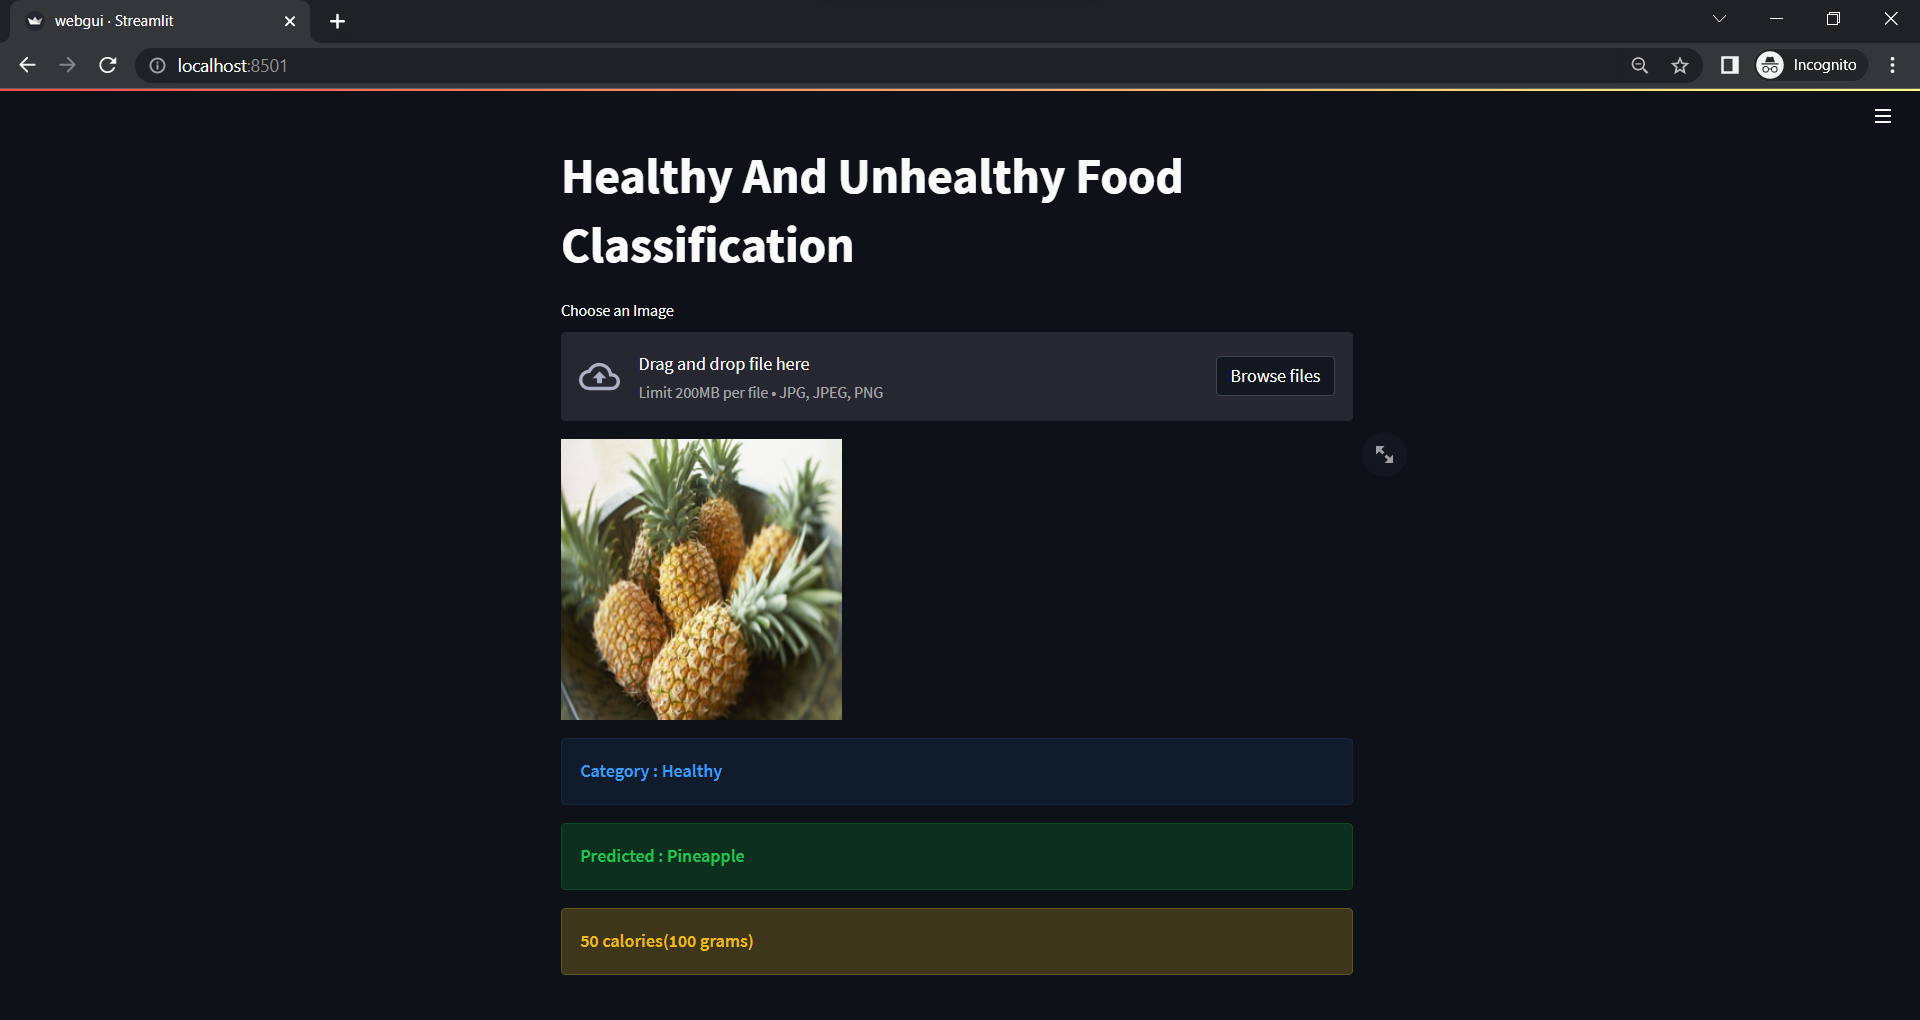 webgui · Streamlit
localhost:8501
Incognito
Healthy And Unhealthy Food
Classification
Choose an Image
Drag and drop file here
Limit 200MB per file • JPG, JPEG, PNG
Browse files
Category : Healthy
Predicted : Pineapple
50 calories(100 grams)